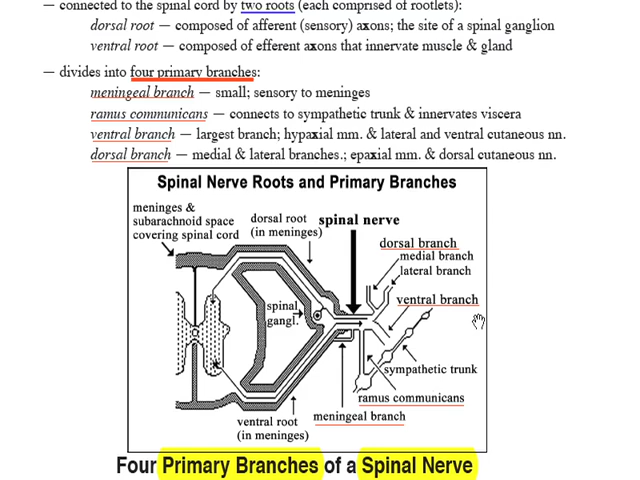 — connected to the spinal cord by two roots (each comprised of rootlets):
dorsal root — composed of afferent (sensory) axons; the site of a spinal ganglion
ventral root — composed of efferent axons that innervate muscle & gland
— divides into four primary branches:
meningeal branch — small; sensory to meninges
ramus communicans — connects to sympathetic trunk & innervates viscera
ventral branch — largest branch; hypaxial mm. & lateral and ventral cutaneous nn.
dorsal branch — medial & lateral branches.; epaxial mm. & dorsal cutaneous nn.
Spinal Nerve Roots and Primary Branches
meninges &
subarachnoid space
covering spinal cord
dorsal root
(in meninges)
spinal nerve
dorsal branch
medial branch
lateral branch
ventral branch
spinal
gangl.
sympathetic trunk
ramus communicans
meningeal branch
ventral root
(in meninges)
Four Primary Branches of a Spinal Nerve